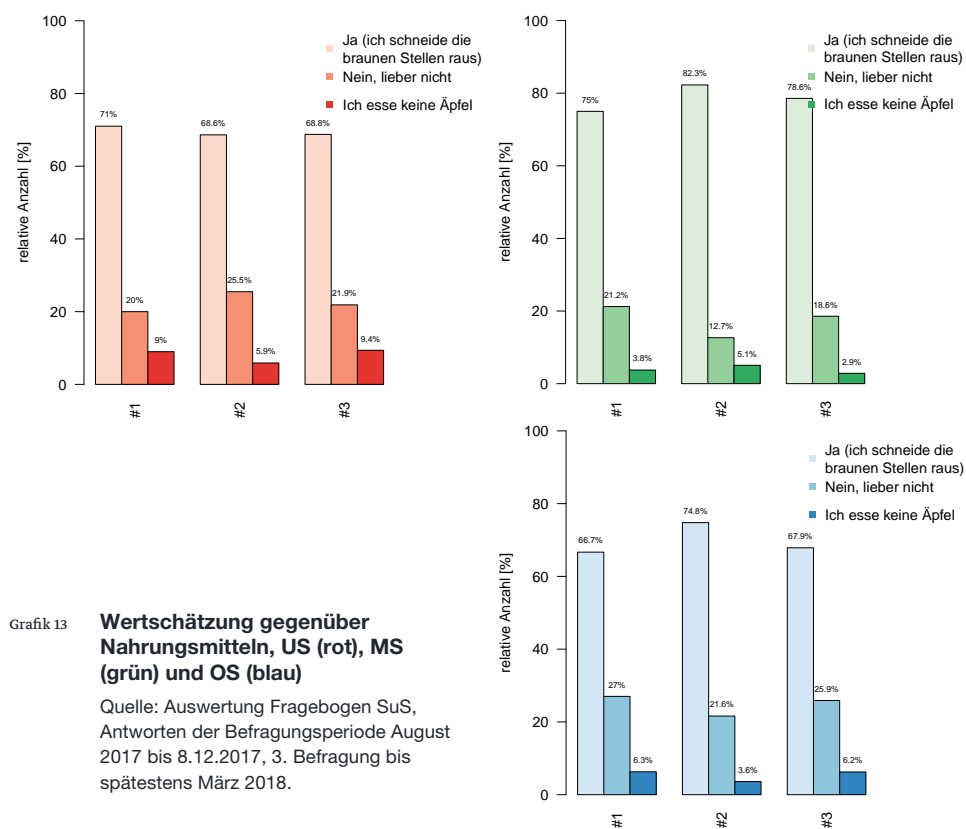 100
80
60
40
20
0
relative Anzahl [%]
Ja (ich schneide die
braunen Stellen raus)
Nein, lieber nicht
Ich esse keine Äpfel
71%
20%
9%
68.6%
25.5%
5.9%
68.8%
21.9%
9.4%
#1
#2
#3
100
80
60
40
20
0
relative Anzahl [%]
Ja (ich schneide die
braunen Stellen raus)
Nein, lieber nicht
Ich esse keine Äpfel
75%
21.2%
3.8%
82.3%
12.7%
5.1%
78.6%
18.6%
2.9%
#1
#2
#3
100
80
60
40
20
0
relative Anzahl [%]
Ja (ich schneide die
braunen Stellen raus)
Nein, lieber nicht
Ich esse keine Äpfel
66.7%
27%
6.3%
74.8%
21.6%
3.6%
67.9%
25.9%
6.2%
#1
#2
#3
Grafik 13
Wertschätzung gegenüber
Nahrungsmitteln, US (rot), MS
(grün) und OS (blau)
Quelle: Auswertung Fragebogen SuS,
Antworten der Befragungsperiode August
2017 bis 8.12.2017, 3. Befragung bis
spätestens März 2018.